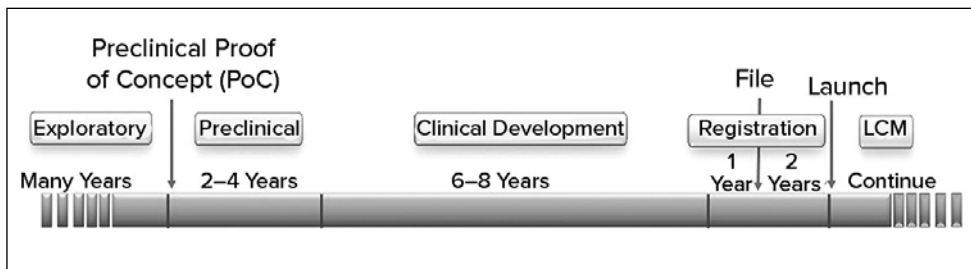 Preclinical Proof
of Concept (PoC)
File
Launch
Exploratory
Preclinical
Clinical Development
Registration
LCM
Many Years
2–4 Years
6–8 Years
1
Year
2
Years
Continue